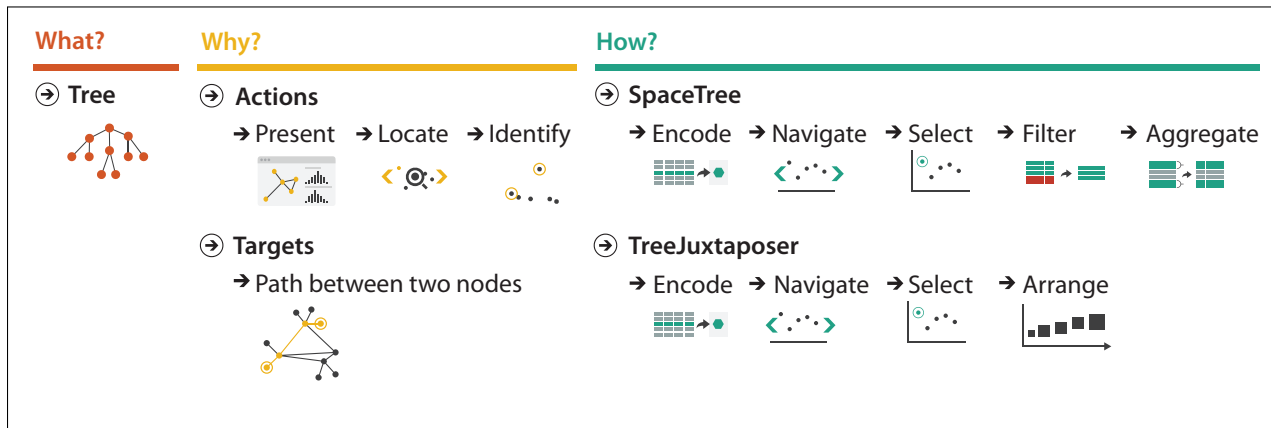 What?
Why?
How?
Tree
Actions
SpaceTree
Present Locate Identify
Encode Navigate Select Filter Aggregate
Targets
TreeJuxtaposer
Path between two nodes
Encode Navigate Select Arrange